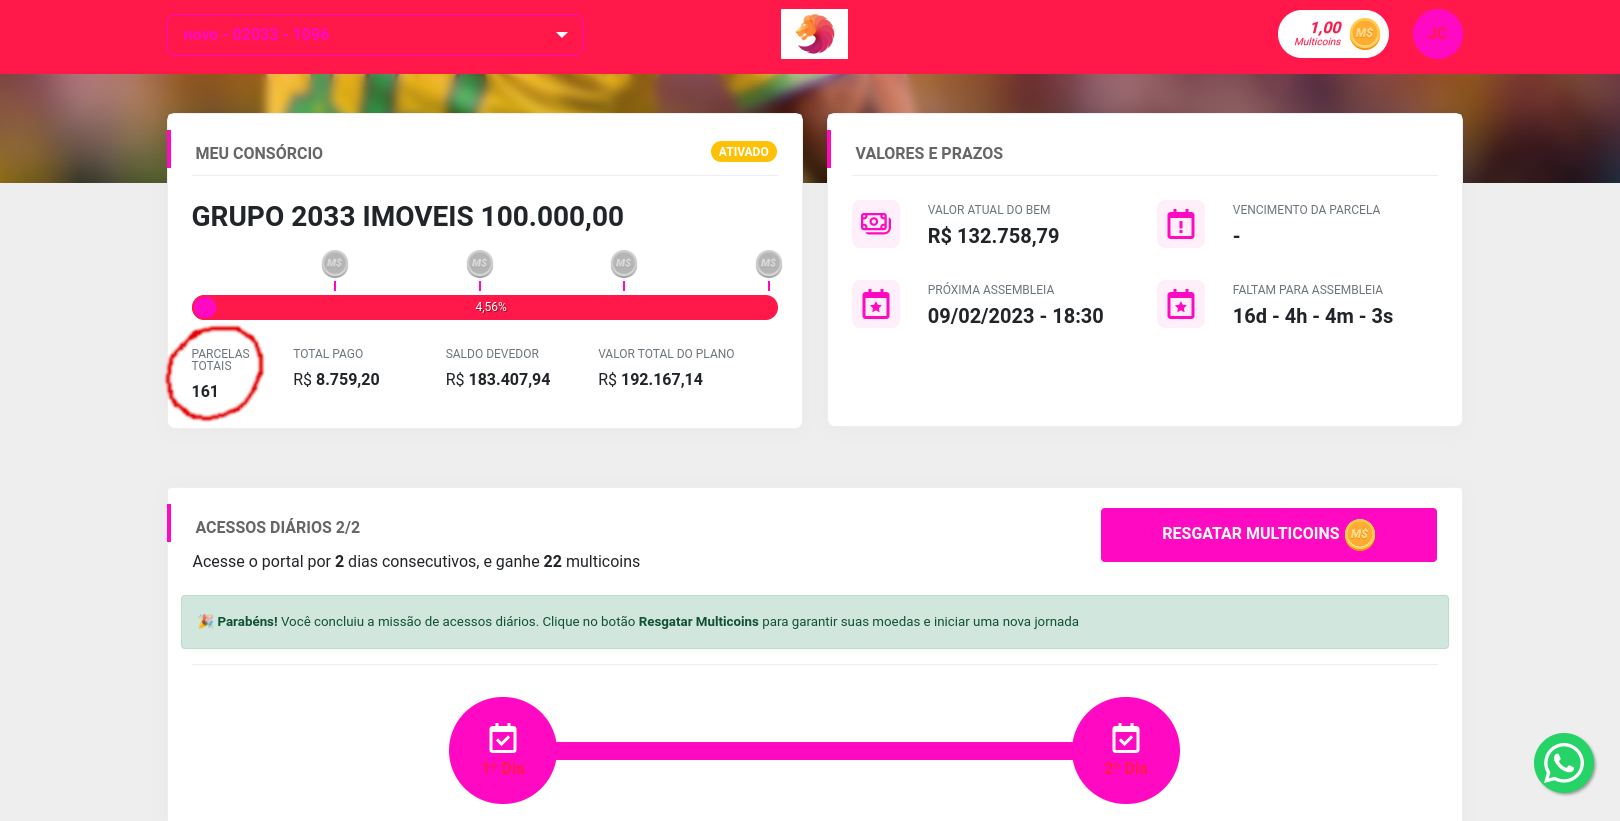 novo - 02033 - 1096
1,00
Multicoins
M$
JC
MEU CONSÓRCIO
ATIVADO
GRUPO 2033 IMOVEIS 100.000,00
M$ M$ M$ M$
4,56%
PARCELAS
TOTAIS
161
TOTAL PAGO
R$ 8.759,20
SALDO DEVEDOR
R$ 183.407,94
VALOR TOTAL DO PLANO
R$ 192.167,14
VALORES E PRAZOS
VALOR ATUAL DO BEM
R$ 132.758,79
VENCIMENTO DA PARCELA
-
PRÓXIMA ASSEMBLEIA
09/02/2023 - 18:30
FALTAM PARA ASSEMBLEIA
16d - 4h - 4m - 3s
ACESSOS DIÁRIOS 2/2
Acesse o portal por 2 dias consecutivos, e ganhe 22 multicoins
RESGATAR MULTICOINS M$
Parabéns! Você concluiu a missão de acessos diários. Clique no botão Resgatar Multicoins para garantir suas moedas e iniciar uma nova jornada
1º Dia
2º Dia